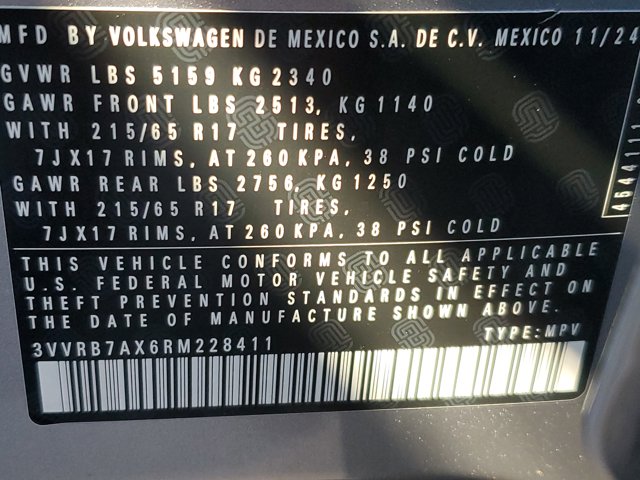 MFD BY VOLKSWAGEN DE MEXICO S.A. DE C.V. MEXICO 11/24
GVWR LBS 5159 KG 2340
GAWR FRONT LBS 2513, KG 1140
WITH 215/65 R17 TIRES,
7JX17 RIMS, AT 260 KPA, 38 PSI COLD
GAWR REAR LBS 2756, KG 1250
WITH 215/65 R17 TIRES,
7JX17 RIMS, AT 260 KPA, 38 PSI COLD
THIS VEHICLE CONFORMS TO ALL APPLICABLE
U.S. FEDERAL MOTOR VEHICLE SAFETY AND
THEFT PREVENTION STANDARDS IN EFFECT ON
THE DATE OF MANUFACTURE SHOWN ABOVE.
3VVRB7AX6RM228411 TYPE: MPV